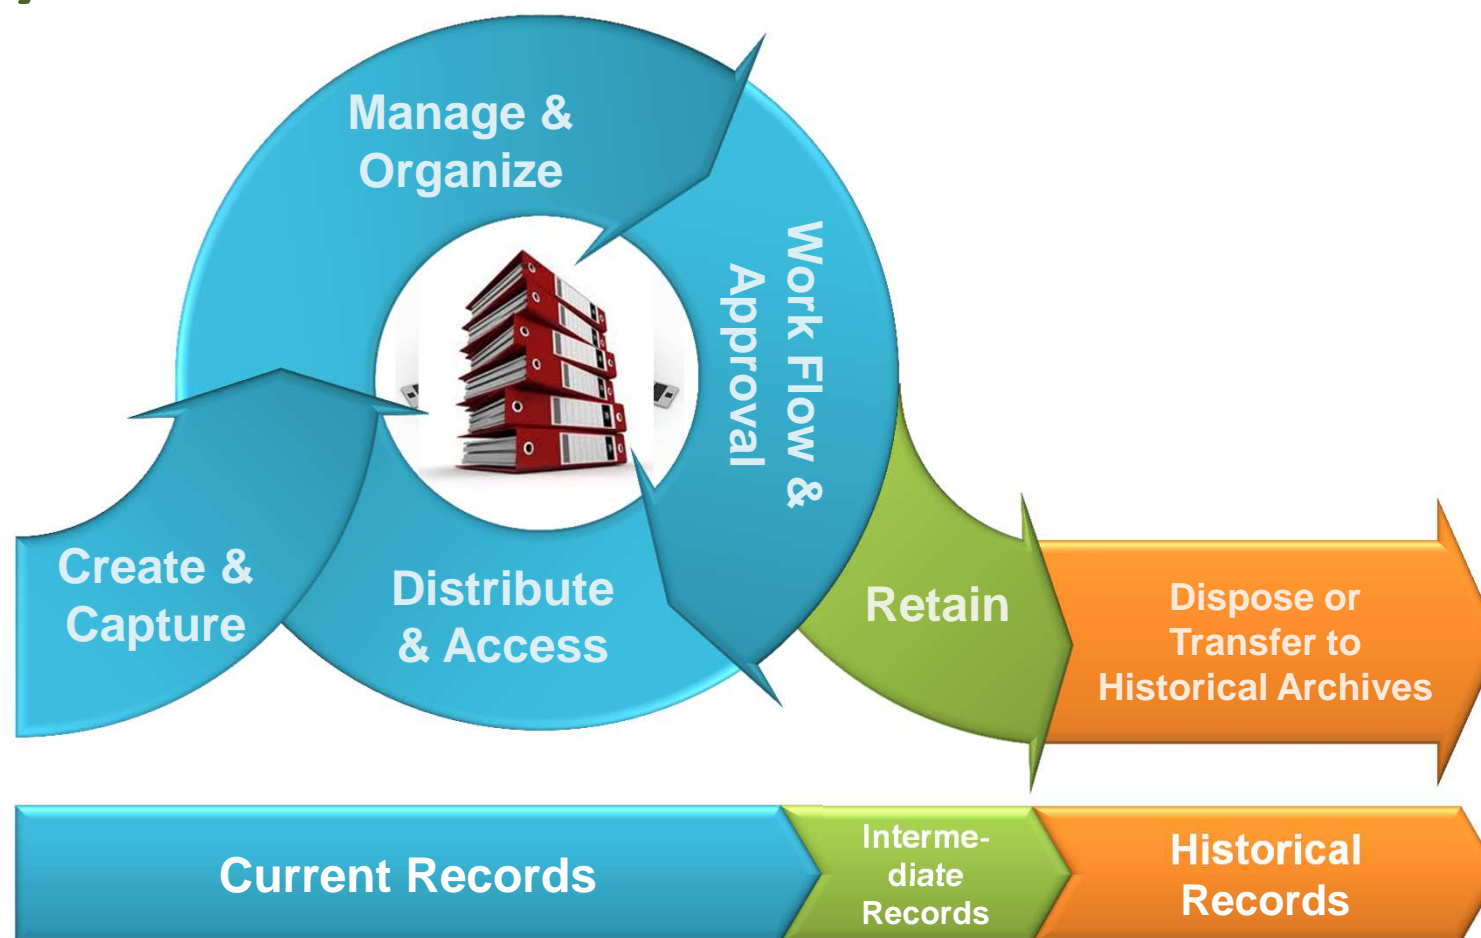 Manage &
Organize
Work Flow &
Approval
Create &
Capture
Distribute
& Access
Retain
Dispose or
Transfer to
Historical Archives
Current Records
Interme-
diate
Records
Historical
Records